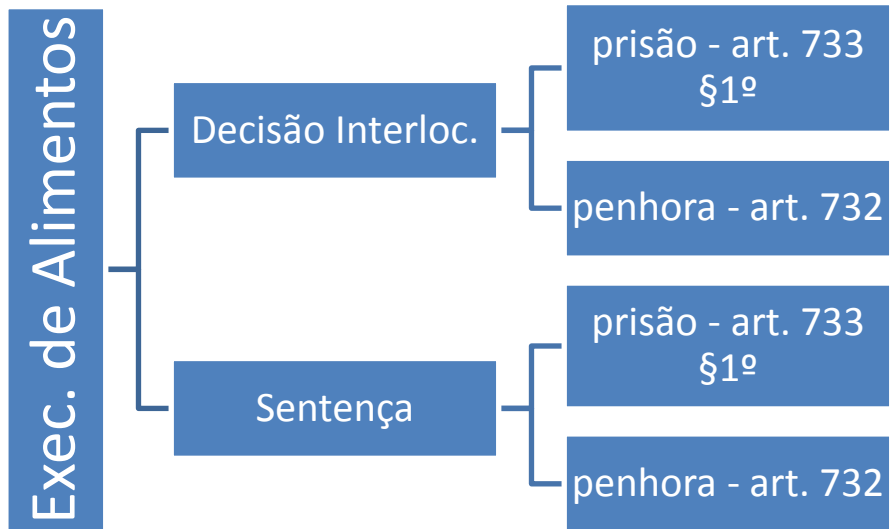 Exec. de Alimentos
Decisão Interloc.
prisão - art. 733
§1º
penhora - art. 732
Sentença
prisão - art. 733
§1º
penhora - art. 732